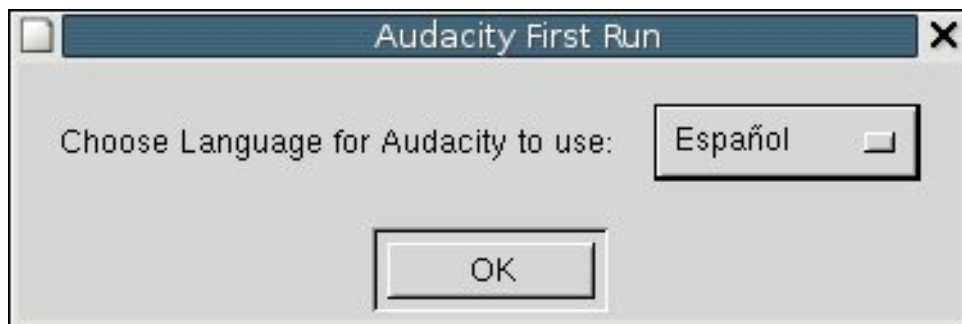 Audacity First Run
Choose Language for Audacity to use: Español
OK